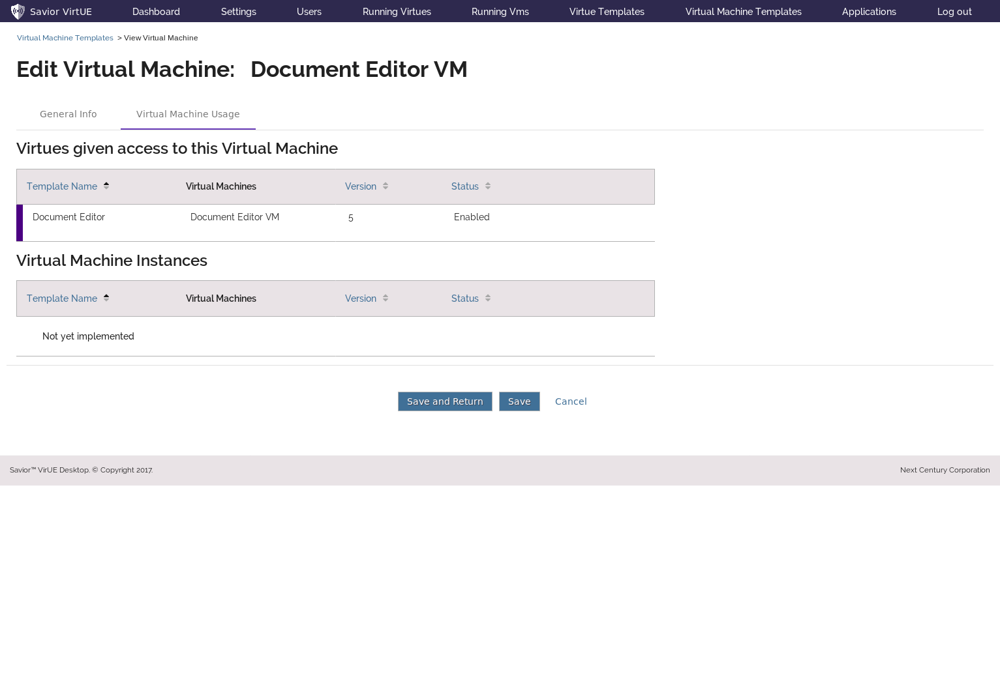 Savior VirtUE Dashboard Settings Users Running Virtues Running Vms Virtue Templates Virtual Machine Templates Applications Log out
Virtual Machine Templates > View Virtual Machine
Edit Virtual Machine: Document Editor VM
General Info Virtual Machine Usage
Virtues given access to this Virtual Machine
Template Name Virtual Machines Version Status
Document Editor Document Editor VM 5 Enabled
Virtual Machine Instances
Template Name Virtual Machines Version Status
Not yet implemented
Save and Return Save Cancel
Savior™ VirUE Desktop. © Copyright 2017. Next Century Corporation